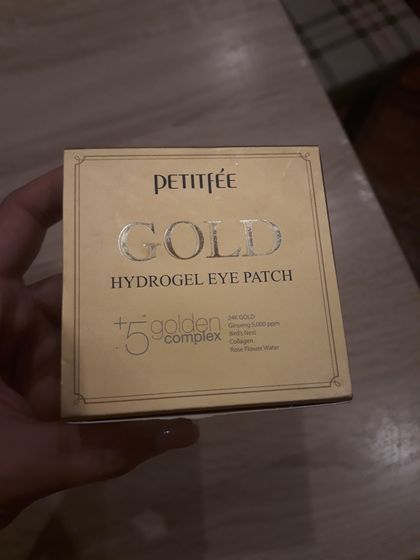 PETITFÉE
GOLD
HYDROGEL EYE PATCH
+5 golden complex
24K GOLD
Ginseng 5,000 ppm
Bird's Nest
Collagen
Rose Flower Water